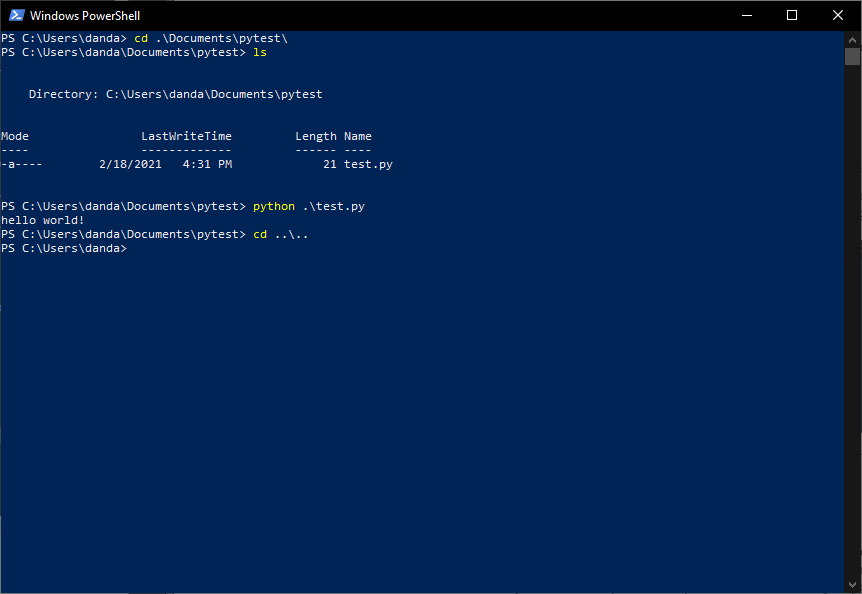 Windows PowerShell
PS C:\Users\danda> cd .\Documents\pytest\
PS C:\Users\danda\Documents\pytest> ls
Directory: C:\Users\danda\Documents\pytest
Mode LastWriteTime Length Name
---- ------------- ------ ----
-a---- 2/18/2021 4:31 PM 21 test.py
PS C:\Users\danda\Documents\pytest> python .\test.py
hello world!
PS C:\Users\danda\Documents\pytest> cd ..\..
PS C:\Users\danda>